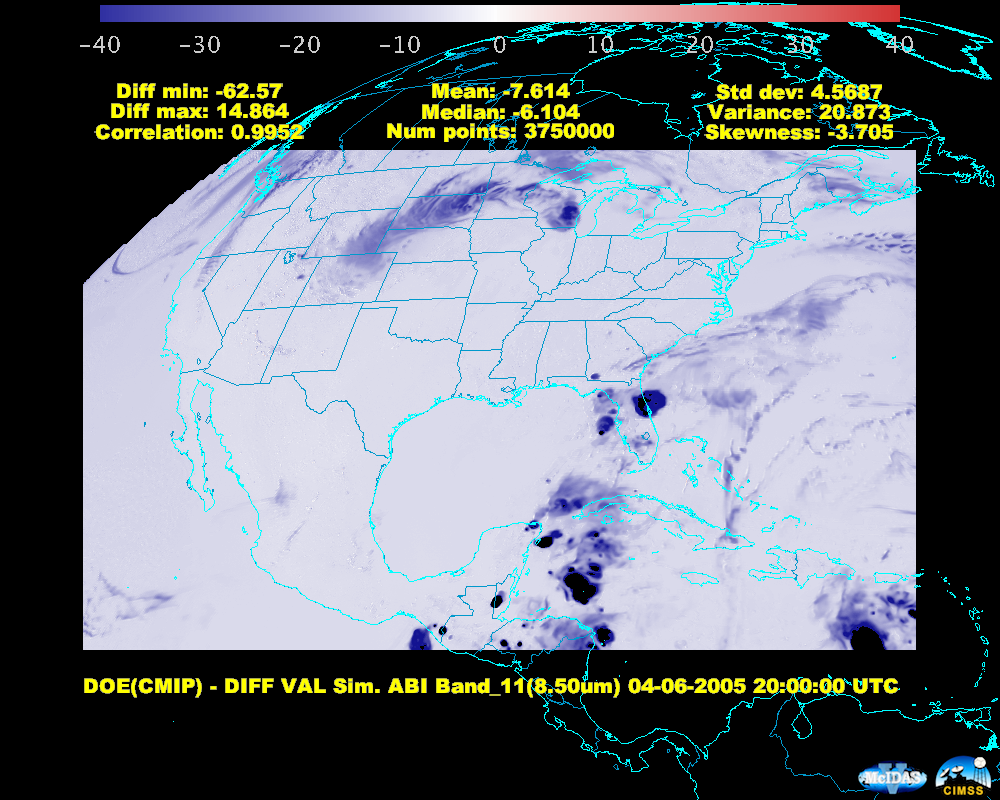 -40 -30 -20 -10 0 10 20 30 40
Diff min: -62.57 Mean: -7.614 Std dev: 4.5687
Diff max: 14.864 Median: -6.104 Variance: 20.873
Correlation: 0.9952 Num points: 3750000 Skewness: -3.705
DOE(CMIP) - DIFF VAL Sim. ABI Band_11(8.50um) 04-06-2005 20:00:00 UTC
McIDAS V
CIMSS